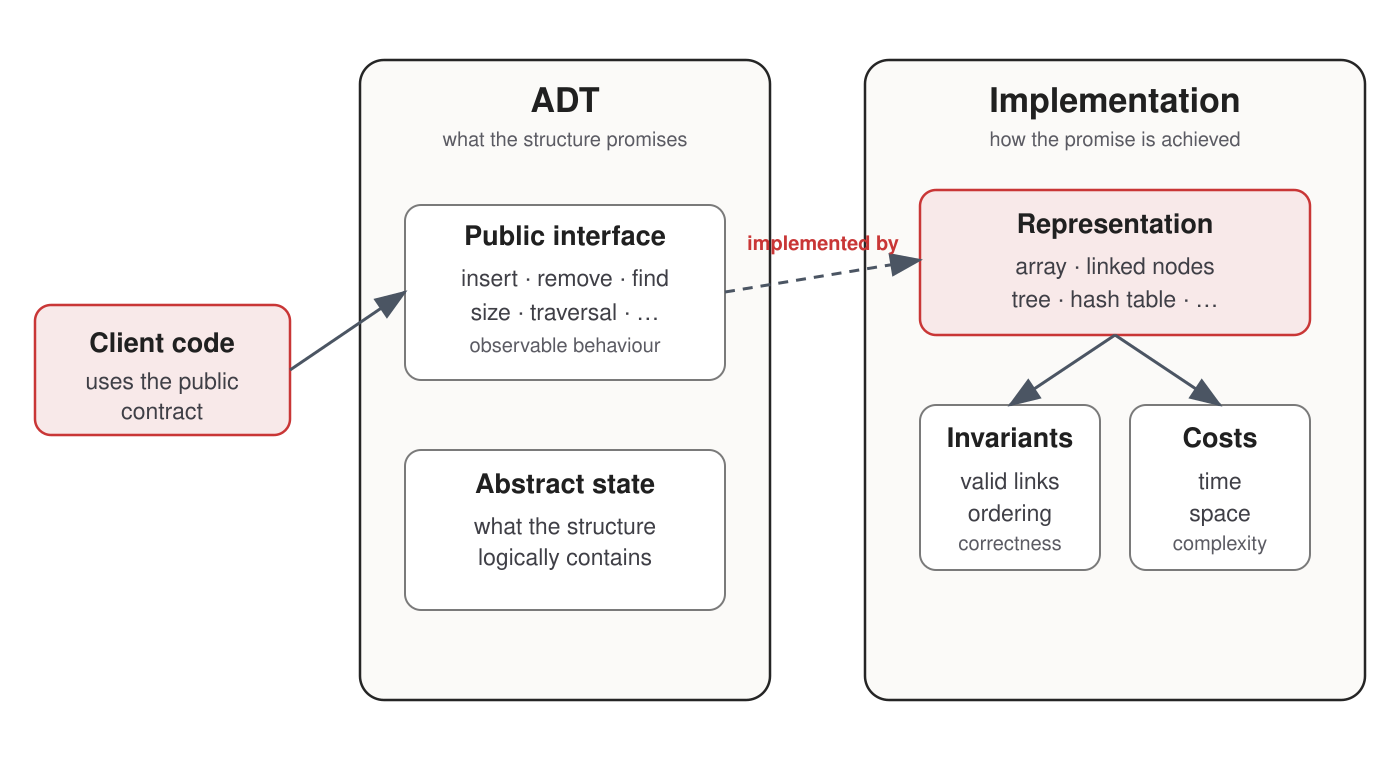 Client code
uses the public
contract
ADT
what the structure promises
Public interface
insert · remove · find
size · traversal · …
observable behaviour
Abstract state
what the structure
logically contains
implemented by
Implementation
how the promise is achieved
Representation
array · linked nodes
tree · hash table · …
Invariants
valid links
ordering
correctness
Costs
time
space
complexity